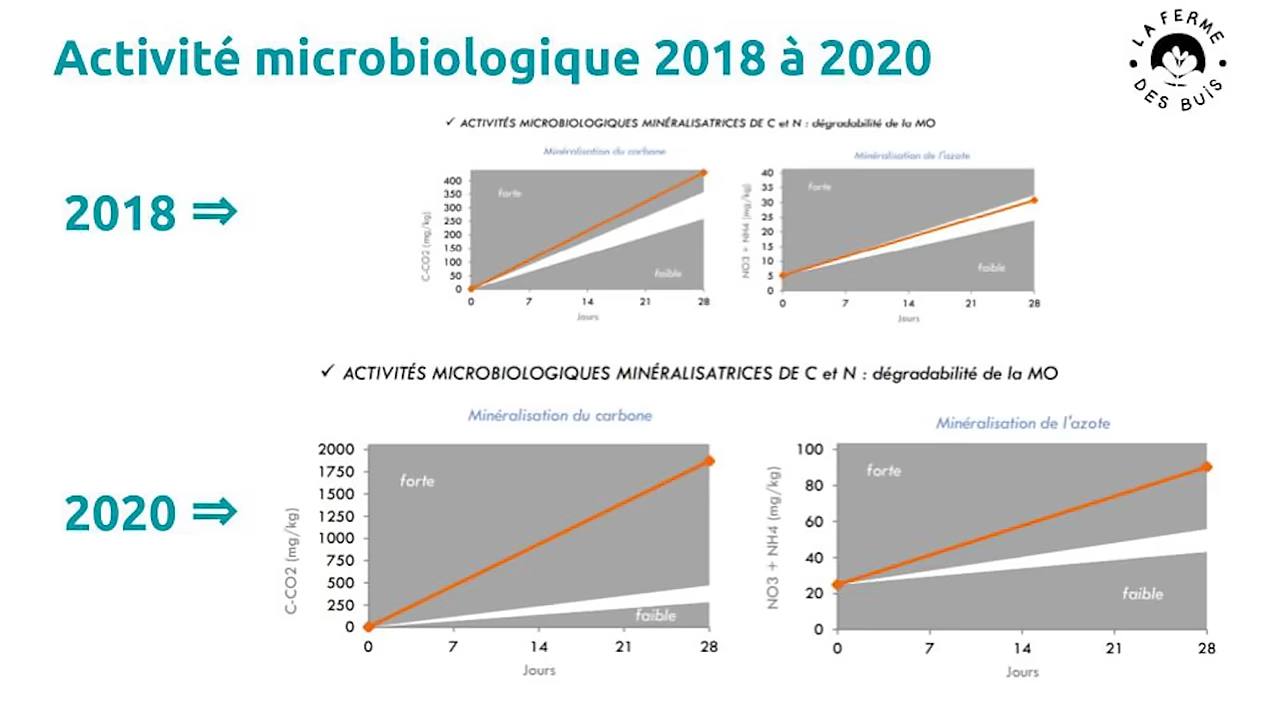 Activité microbiologique 2018 à 2020
LA FERME
DES BUIS
2018 ⇒
✓ ACTIVITÉS MICROBIOLOGIQUES MINÉRALISATRICES DE C et N : dégradabilité de la MO
Minéralisation du carbone
C-CO2 (mg/kg)
400
350
300
250
200
150
100
50
0
forte
faible
0 7 14 21 28
Jours
Minéralisation de l'azote
NO3 + NH4 (mg/kg)
40
35
30
25
20
15
10
5
0
forte
faible
0 7 14 21 28
Jours
2020 ⇒
✓ ACTIVITÉS MICROBIOLOGIQUES MINÉRALISATRICES DE C et N : dégradabilité de la MO
Minéralisation du carbone
C-CO2 (mg/kg)
2000
1750
1500
1250
1000
750
500
250
0
forte
faible
0 7 14 21 28
Jours
Minéralisation de l'azote
NO3 + NH4 (mg/kg)
100
80
60
40
20
0
forte
faible
0 7 14 21 28
Jours